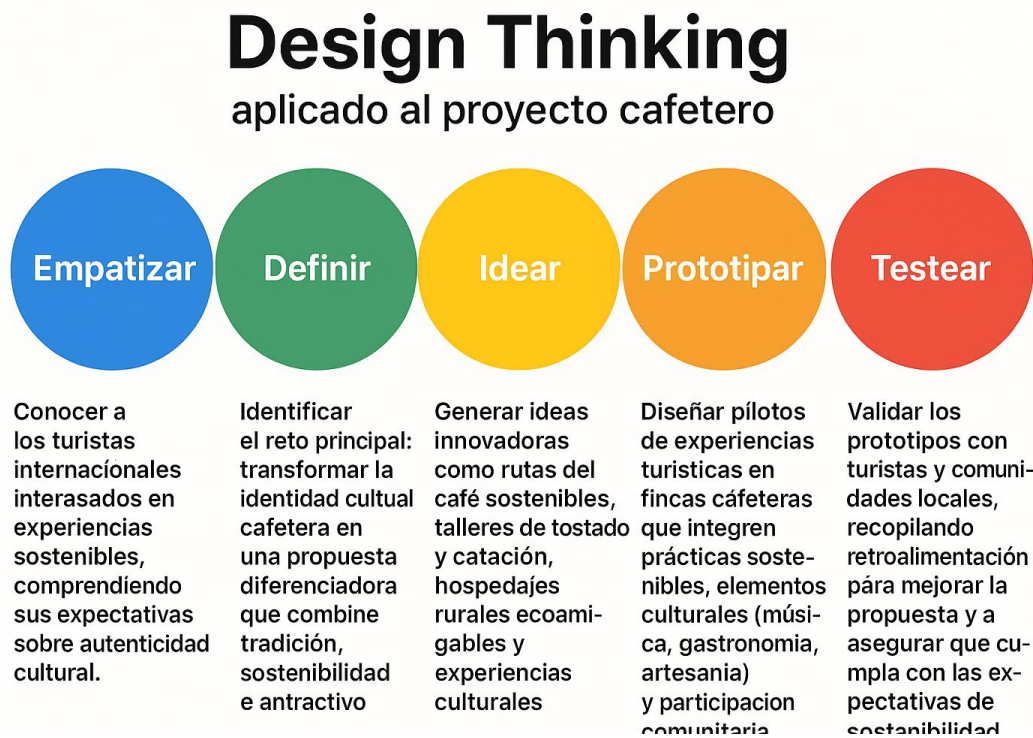 Design Thinking
aplicado al proyecto cafetero
Empatizar
Definir
Idear
Prototipar
Testear
Conocer a
los turistas
internacíonales
interasados en
experiencias
sostenibles,
comprendíendo
sus expectativas
sobre autenticidad
cultural.
Identificar
el reto principal:
transformar la
identidad cultual
cafetera en
una propuesta
diferenciadora
que combine
tradición,
sostenibilidad
e antractivo
Generar ideas
innovadoras
como rutas del
café sostenibles,
talleres de tostado
y catación,
hospedajes
rurales ecoami-
gables y
experiencias
culturales
Diseñar pílotos
de experiencias
turisticas en
fincas cáfeteras
que integren
prácticas soste-
nibles, elementos
culturales (músi-
ca, gastronomia,
artesania)
y participacion
comunitaria
Validar los
prototipos con
turistas y comuni-
dades locales,
recopilando
retroalimentación
pára mejorar la
propuesta y a
asegurar que cu-
mpla con las ex-
pectativas de
sostanibilidad